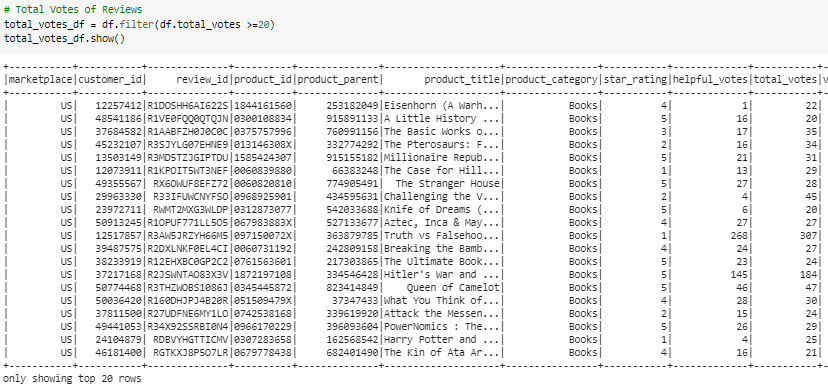 # Total Votes of Reviews
total_votes_df = df.filter(df.total_votes >=20)
total_votes_df.show()
+-----------+-----------+--------------+----------+--------------+--------------------+----------------+-----------+-------------+-----------+--
|marketplace|customer_id|     review_id|product_id|product_parent|       product_title|product_category|star_rating|helpful_votes|total_votes|v
+-----------+-----------+--------------+----------+--------------+--------------------+----------------+-----------+-------------+-----------+--
|         US|   12257412|R1DOSHH6AI622S|1844161560|     253182049|Eisenhorn (A Warh...|           Books|          4|            1|         22|
|         US|   48541186|R1VE0FQQ0QTQJN|0300108834|     915891133|A Little History ...|           Books|          5|           16|         20|
|         US|   37684582|R1AABFZH0J0C0C|0375757996|     760991156|The Basic Works o...|           Books|          3|           17|         35|
|         US|   45232107|R3SJYLG07EHNE9|013146308X|     332774292|The Pterosaurs: F...|           Books|          2|           16|         34|
|         US|   13503149|R3MD5TZJGIPTDU|1585424307|     915155182|Millionaire Repub...|           Books|          5|           21|         31|
|         US|   12073911|R1KPOIT5WT3NEF|0060839880|      66383248|The Case for Hill...|           Books|          1|           13|         29|
|         US|   49355567| RX6OWUF8EFZ72|0060820810|     774905491|  The Stranger House|           Books|          5|           27|         28|
|         US|   29963330| R33IFUWCNYFSO|0968925901|     434595631|Challenging the V...|           Books|          2|            4|         45|
|         US|   23972711| RWMT2MXG3WLDP|0312873077|     542033688|Knife of Dreams (...|           Books|          5|            6|         20|
|         US|   50913245|R1OPUF771LL5O5|067983883X|     527133677|Aztec, Inca & May...|           Books|          4|           27|         27|
|         US|   12517857|R3AW5JRZYH66M5|097150072X|      36873108|Truth vs Falsehoo...|           Books|          1|          268|        307|
|         US|   39487575|R2DXLNKF0EL4CI|0060731192|     242809158|Breaking the Bamb...|           Books|          4|           24|         27|
|         US|   38233919|R12EHXBC0GP2C2|0761563601|     217303865|The Ultimate Book...|           Books|          5|           23|         24|
|         US|   37217168|R2JSWNTAO83X3V|1872197108|     334546428|Hitler's War and ...|           Books|          5|          145|        184|
|         US|   50774468|R3THZWOBS1086J|0345445872|     823414849|    Queen of Camelot|           Books|          5|           46|         47|
|         US|   50036420|R160DHJPJ4B20R|051509479X|      37347433|What You Think of...|           Books|          4|           28|         30|
|         US|   37811500|R27UDFNE6MY1LO|0742538168|     339619920|Attack the Messen...|           Books|          2|           15|         24|
|         US|   49441053|R34X92SSRBI0N4|0966170229|     396093604|PowerNomics : The...|           Books|          5|           26|         29|
|         US|   24104879| RDBVYHGTTICMV|0307283658|     162568542|Harry Potter and ...|           Books|          1|            4|         25|
|         US|   46181400| RGTKXJ8P5O7LR|0679778438|     682401490|The Kin of Ata Ar...|           Books|          4|           16|         21|
+-----------+-----------+--------------+----------+--------------+--------------------+----------------+-----------+-------------+-----------+--
only showing top 20 rows